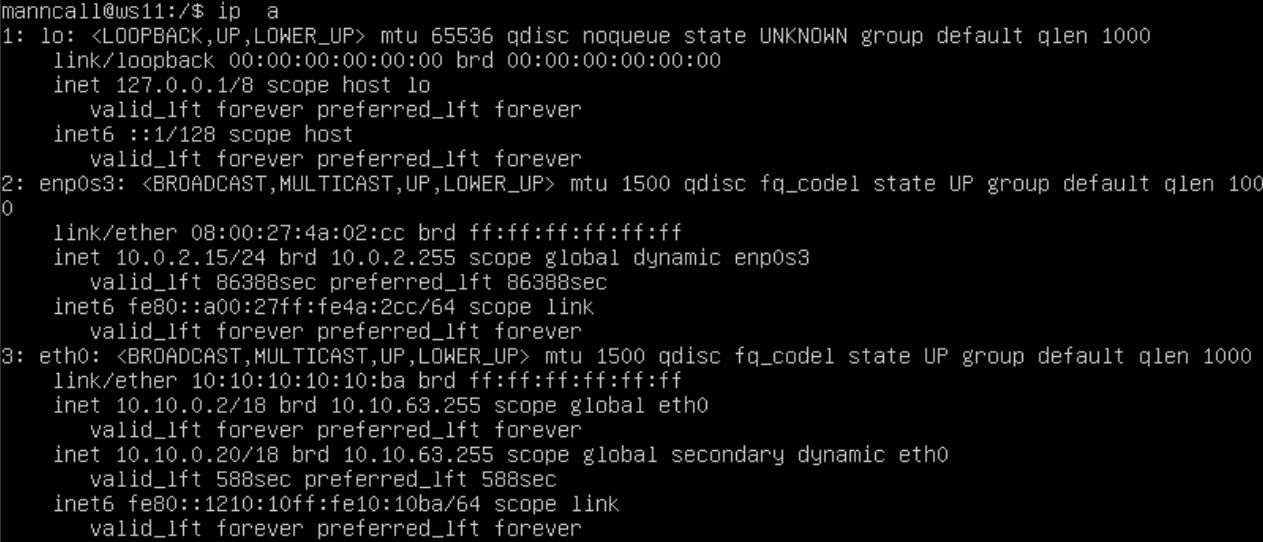 manncall@ws11:/$ ip  a
1: lo: <LOOPBACK,UP,LOWER_UP> mtu 65536 qdisc noqueue state UNKNOWN group default qlen 1000
    link/loopback 00:00:00:00:00:00 brd 00:00:00:00:00:00
    inet 127.0.0.1/8 scope host lo
       valid_lft forever preferred_lft forever
    inet6 ::1/128 scope host
       valid_lft forever preferred_lft forever
2: enp0s3: <BROADCAST,MULTICAST,UP,LOWER_UP> mtu 1500 qdisc fq_codel state UP group default qlen 100
0
    link/ether 08:00:27:4a:02:cc brd ff:ff:ff:ff:ff:ff
    inet 10.0.2.15/24 brd 10.0.2.255 scope global dynamic enp0s3
       valid_lft 86388sec preferred_lft 86388sec
    inet6 fe80::a00:27ff:fe4a:2cc/64 scope link
       valid_lft forever preferred_lft forever
3: eth0: <BROADCAST,MULTICAST,UP,LOWER_UP> mtu 1500 qdisc fq_codel state UP group default qlen 1000
    link/ether 10:10:10:10:10:ba brd ff:ff:ff:ff:ff:ff
    inet 10.10.0.2/18 brd 10.10.63.255 scope global eth0
       valid_lft forever preferred_lft forever
    inet 10.10.0.20/18 brd 10.10.63.255 scope global secondary dynamic eth0
       valid_lft 588sec preferred_lft 588sec
    inet6 fe80::1210:10ff:fe10:10ba/64 scope link
       valid_lft forever preferred_lft forever